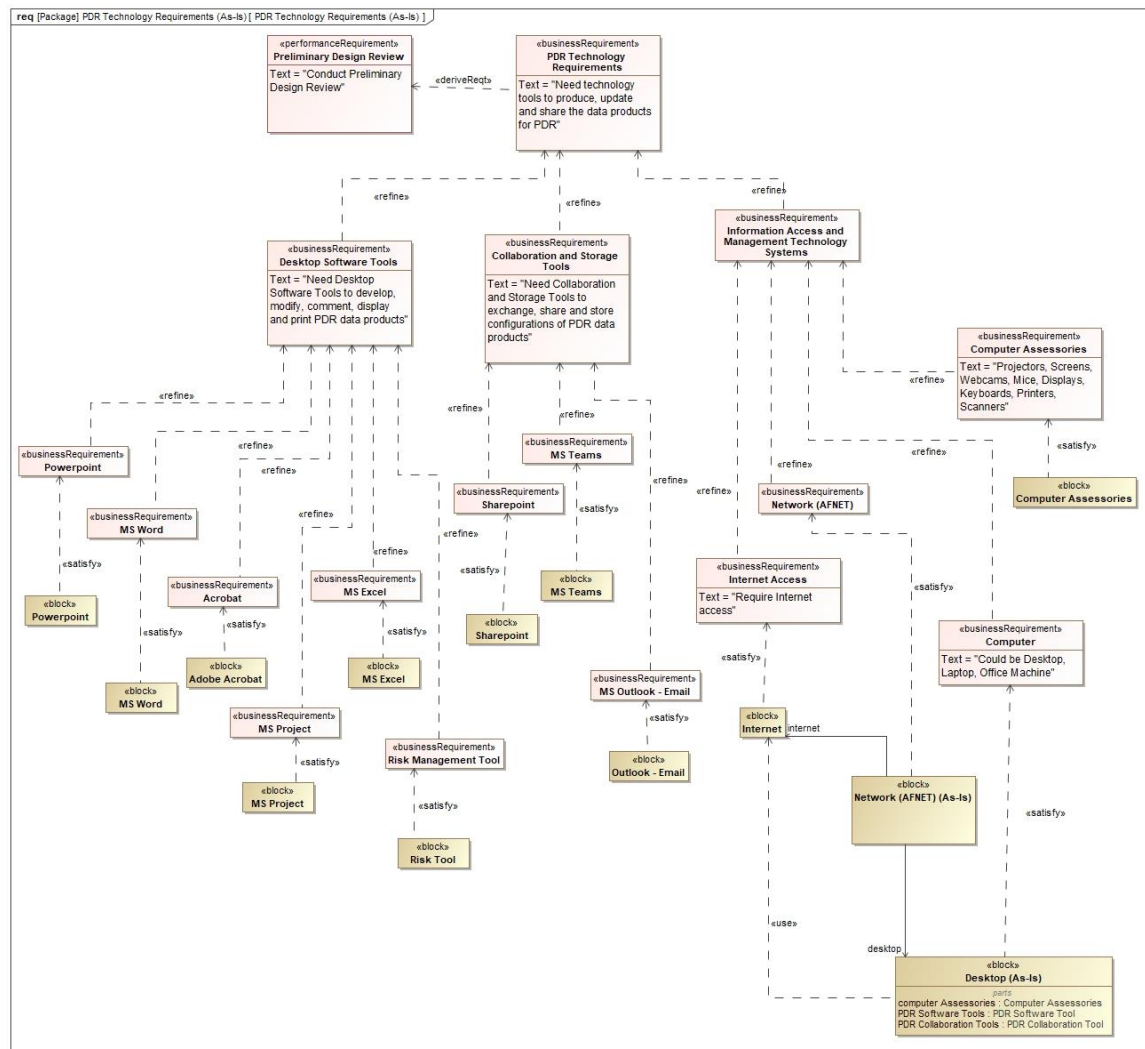 req [Package] PDR Technology Requirements (As-Is) [ PDR Technology Requirements (As-Is) ]
«performanceRequirement»
Preliminary Design Review
Text = "Conduct Preliminary
Design Review"
«deriveReqt»
«businessRequirement»
PDR Technology
Requirements
Text = "Need technology
tools to produce, update
and share the data products
for PDR"
«refine»
«refine»
«refine»
«businessRequirement»
Desktop Software Tools
Text = "Need Desktop
Software Tools to develop,
modify, comment, display
and print PDR data products"
«businessRequirement»
Collaboration and Storage
Tools
Text = "Need Collaboration
and Storage Tools to
exchange, share and store
configurations of PDR data
products"
«businessRequirement»
Information Access and
Management Technology
Systems
«businessRequirement»
Computer Assessories
Text = "Projectors, Screens,
Webcams, Mice, Displays,
Keyboards, Printers,
Scanners"
«refine»
«satisfy»
«block»
Computer Assessories
«refine»
«businessRequirement»
Powerpoint
«satisfy»
«block»
Powerpoint
«refine»
«businessRequirement»
MS Word
«satisfy»
«block»
MS Word
«refine»
«businessRequirement»
Acrobat
«satisfy»
«block»
Adobe Acrobat
«refine»
«businessRequirement»
MS Project
«satisfy»
«block»
MS Project
«refine»
«businessRequirement»
MS Excel
«satisfy»
«block»
MS Excel
«refine»
«businessRequirement»
Risk Management Tool
«satisfy»
«block»
Risk Tool
«refine»
«businessRequirement»
Sharepoint
«satisfy»
«block»
Sharepoint
«refine»
«businessRequirement»
MS Teams
«satisfy»
«block»
MS Teams
«refine»
«businessRequirement»
MS Outlook - Email
«satisfy»
«block»
Outlook - Email
«refine»
«businessRequirement»
Internet Access
Text = "Require Internet
access"
«satisfy»
«block»
Internet
internet
«refine»
«businessRequirement»
Network (AFNET)
«satisfy»
«block»
Network (AFNET) (As-Is)
«refine»
«businessRequirement»
Computer
Text = "Could be Desktop,
Laptop, Office Machine"
«satisfy»
«use»
desktop
«block»
Desktop (As-Is)
parts
computer Assessories : Computer Assessories
PDR Software Tools : PDR Software Tool
PDR Collaboration Tools : PDR Collaboration Tool